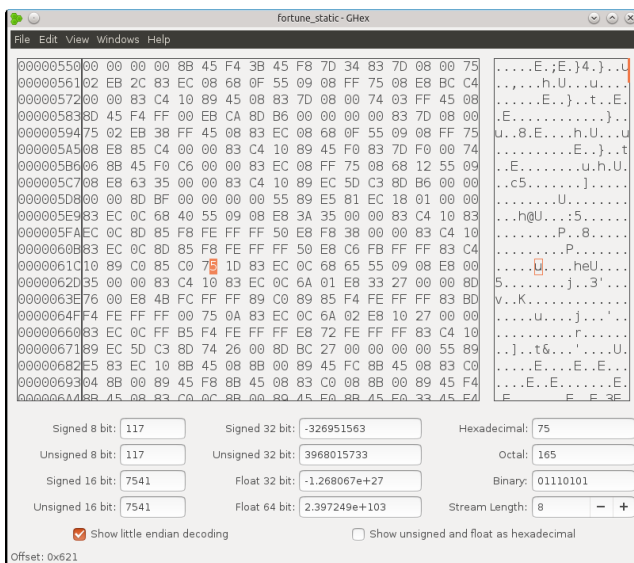 fortune_static - GHex
File Edit View Windows Help
00000550 00 00 00 00 8B 45 F4 3B 45 F8 7D 34 83 7D 08 00 75 .....E.;E.}4.}..u
00000561 02 EB 2C 83 EC 08 68 0F 55 09 08 FF 75 08 E8 BC C4 ..,...h.U...u....
00000572 00 00 83 C4 10 89 45 08 83 7D 08 00 74 03 FF 45 08 ......E..}..t..E.
00000583 8D 45 F4 FF 00 EB CA 8D B6 00 00 00 00 83 7D 08 00 .E............}..
00000594 75 02 EB 38 FF 45 08 83 EC 08 68 0F 55 09 08 FF 75 u..8.E....h.U...u
000005A5 08 E8 85 C4 00 00 83 C4 10 89 45 F0 83 7D F0 00 74 ..........E..}..t
000005B6 06 8B 45 F0 C6 00 00 83 EC 08 FF 75 08 68 12 55 09 ..E........u.h.U.
000005C7 08 E8 63 35 00 00 83 C4 10 89 EC 5D C3 8D B6 00 00 ..c5.......].....
000005D8 00 00 8D BF 00 00 00 00 55 89 E5 81 EC 18 01 00 00 ........U........
000005E9 83 EC 0C 68 40 55 09 08 E8 3A 35 00 00 83 C4 10 83 ...h@U...:5......
000005FA EC 0C 8D 85 F8 FE FF FF 50 E8 F8 38 00 00 83 C4 10 ........P..8.....
0000060B 83 EC 0C 8D 85 F8 FE FF FF 50 E8 C6 FB FF FF 83 C4 .........P.......
0000061C 10 89 C0 85 C0 75 1D 83 EC 0C 68 65 55 09 08 E8 00 .....u....heU....
0000062D 35 00 00 83 C4 10 83 EC 0C 6A 01 E8 33 27 00 00 8D 5........j..3'...
0000063E 76 00 E8 4B FC FF FF 89 C0 89 85 F4 FE FF FF 83 BD v..K.............
0000064F F4 FE FF FF 00 75 0A 83 EC 0C 6A 02 E8 10 27 00 00 .....u....j...'..
00000660 83 EC 0C FF B5 F4 FE FF FF E8 72 FE FF FF 83 C4 10 ..........r......
00000671 89 EC 5D C3 8D 74 26 00 8D BC 27 00 00 00 00 55 89 ..]..t&...'....U.
00000682 E5 83 EC 10 8B 45 08 8B 00 89 45 FC 8B 45 08 83 C0 .....E....E..E...
00000693 04 8B 00 89 45 F8 8B 45 08 83 C0 08 8B 00 89 45 F4 ....E..E.......E.
000006A4 8B 45 08 83 C0 0C 8B 00 89 45 F0 8B 45 F0 33 45 F4 .E.......E..E.3E.
Signed 8 bit: 117 Signed 32 bit: -326951563 Hexadecimal: 75
Unsigned 8 bit: 117 Unsigned 32 bit: 3968015733 Octal: 165
Signed 16 bit: 7541 Float 32 bit: -1.268067e+27 Binary: 01110101
Unsigned 16 bit: 7541 Float 64 bit: 2.397249e+103 Stream Length: 8 - +
Show little endian decoding Show unsigned and float as hexadecimal
Offset: 0x621